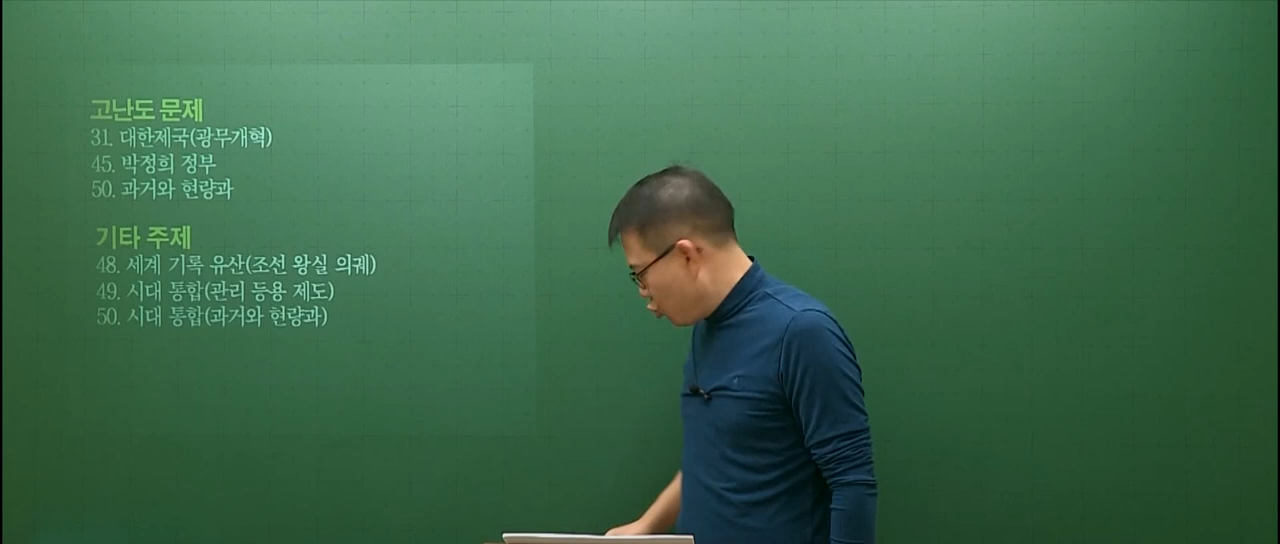 고난도 문제
31. 대한제국(광무개혁)
45. 박정희 정부
50. 과거와 현량과
기타 주제
48. 세계 기록 유산(조선 왕실 의궤)
49. 시대 통합(관리 등용 제도)
50. 시대 통합(과거와 현량과)